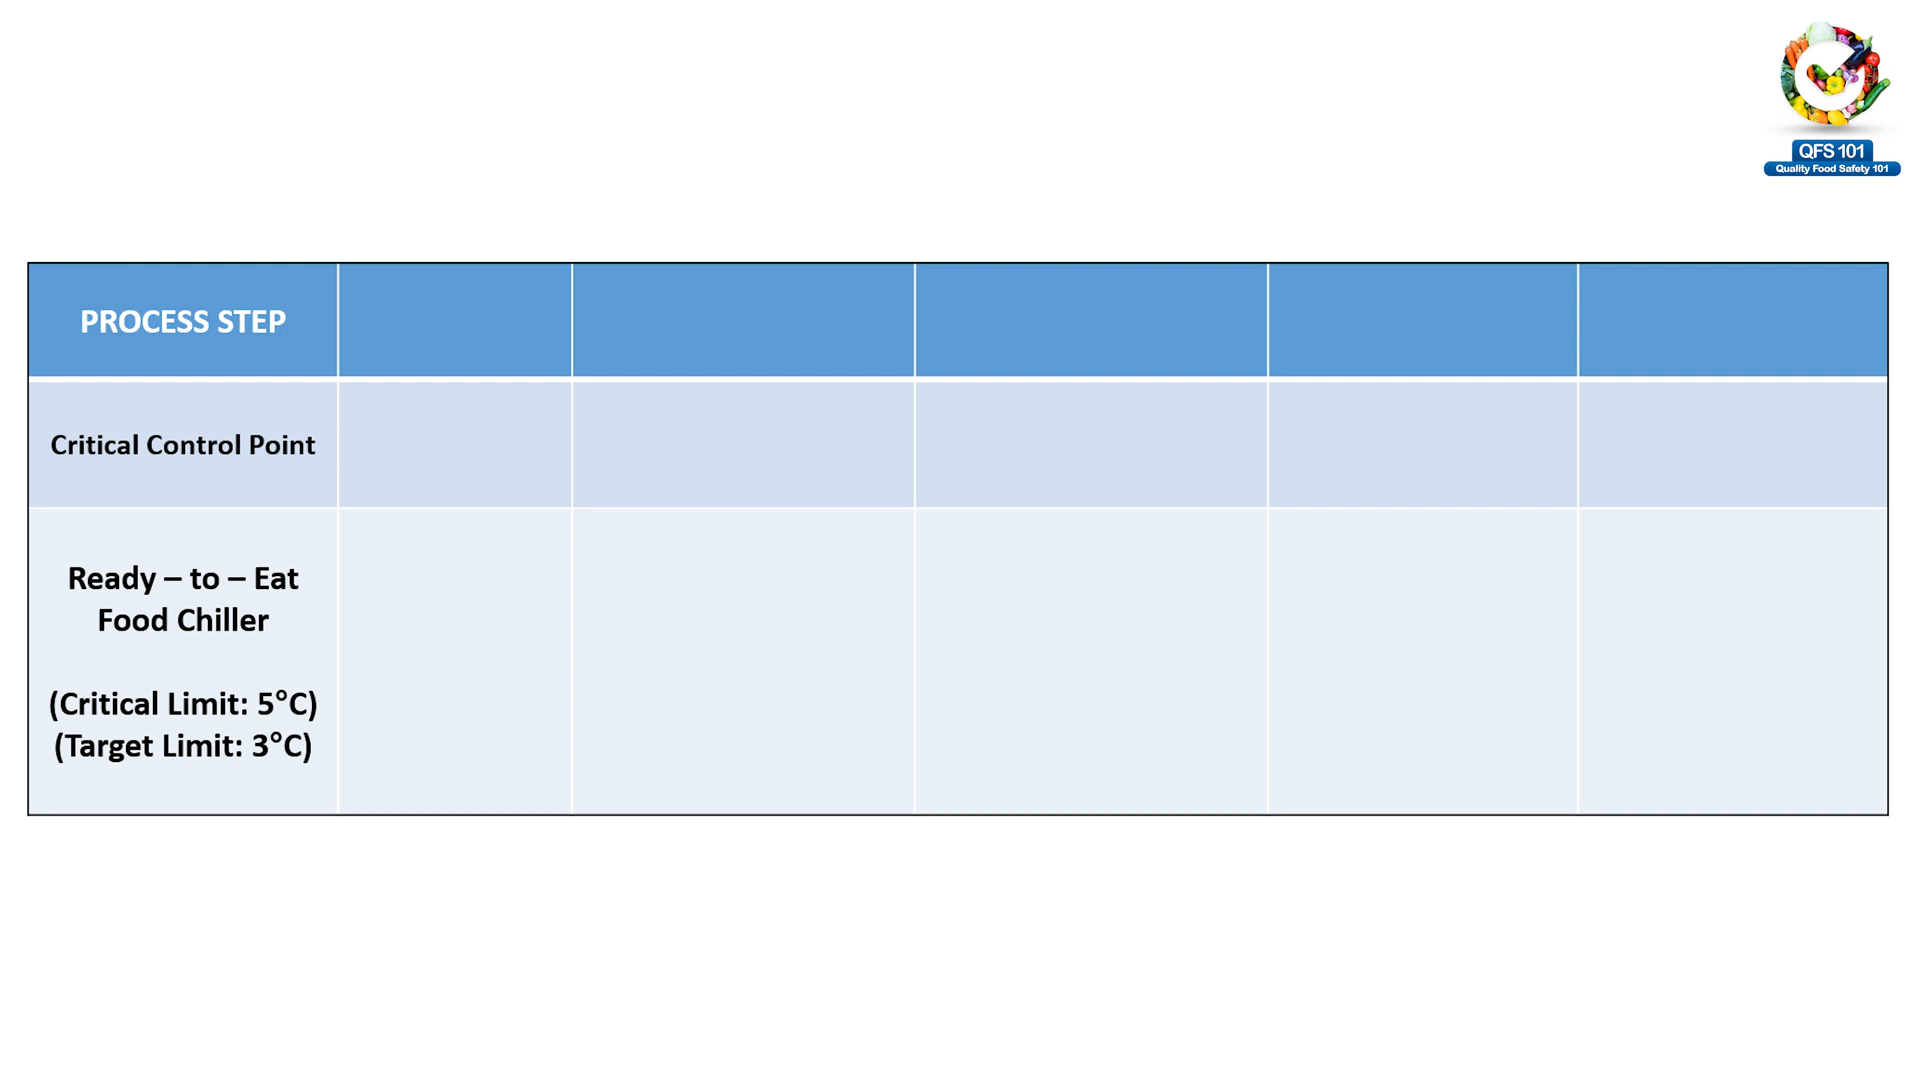 QFS 101
Quality Food Safety 101
PROCESS STEP
Critical Control Point
Ready – to – Eat
Food Chiller
(Critical Limit: 5°C)
(Target Limit: 3°C)